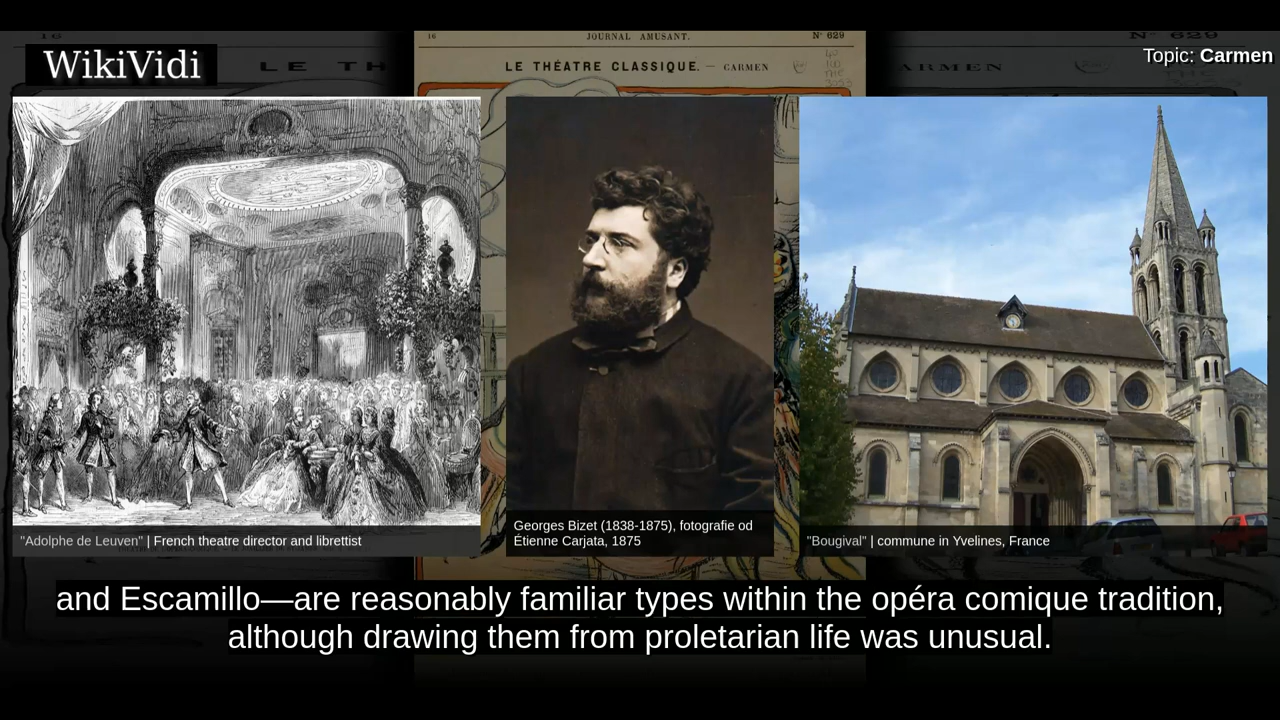 16 JOURNAL AMUSANT. N° 629
WikiVidi
LE THÉATRE CLASSIQUE. — CARMEN
Topic: Carmen
"Adolphe de Leuven" | French theatre director and librettist
Georges Bizet (1838-1875), fotografie od
Étienne Carjata, 1875
"Bougival" | commune in Yvelines, France
and Escamillo—are reasonably familiar types within the opéra comique tradition,
although drawing them from proletarian life was unusual.